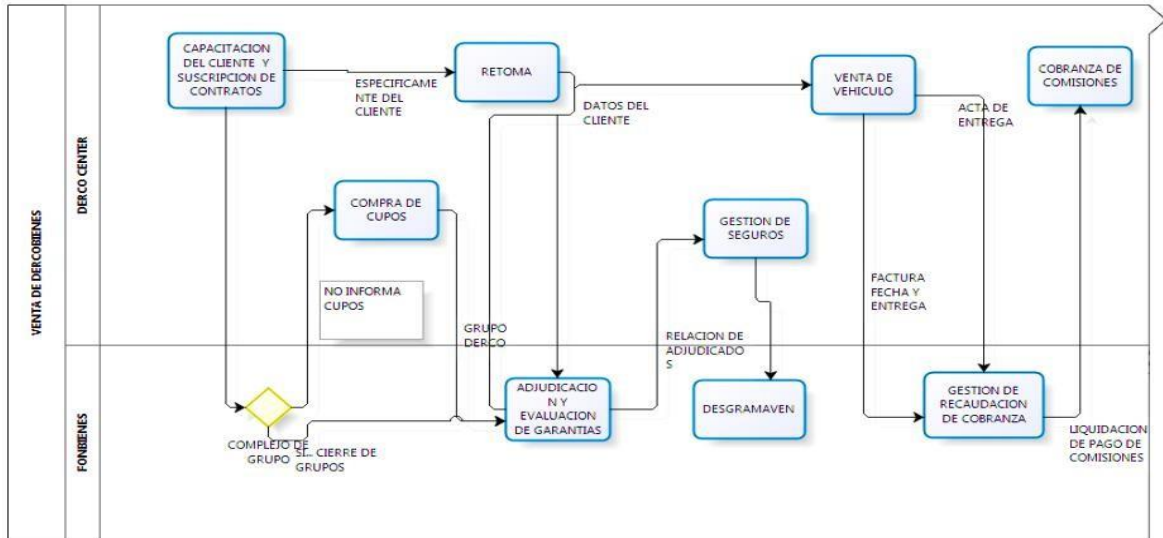 VENTA DE DERCOBIENES
DERCO CENTER
CAPACITACION
DEL CLIENTE Y
SUSCRIPCION DE
CONTRATOS
ESPECIFICAME
NTE DEL
CLIENTE
RETOMA
DATOS DEL
CLIENTE
VENTA DE
VEHICULO
ACTA DE
ENTREGA
COBRANZA DE
COMISIONES
COMPRA DE
CUPOS
GESTION DE
SEGUROS
NO INFORMA
CUPOS
FACTURA
FECHA Y
ENTREGA
GRUPO
DERCO
RELACION DE
ADJUDICADO
S
FONBIENES
COMPLEJO DE
GRUPO
SI... CIERRE DE
GRUPOS
ADJUDICACIO
N Y
EVALUACION
DE GARANTIAS
DESGRAMAVEN
GESTION DE
RECAUDACION
DE COBRANZA
LIQUIDACION
DE PAGO DE
COMISIONES